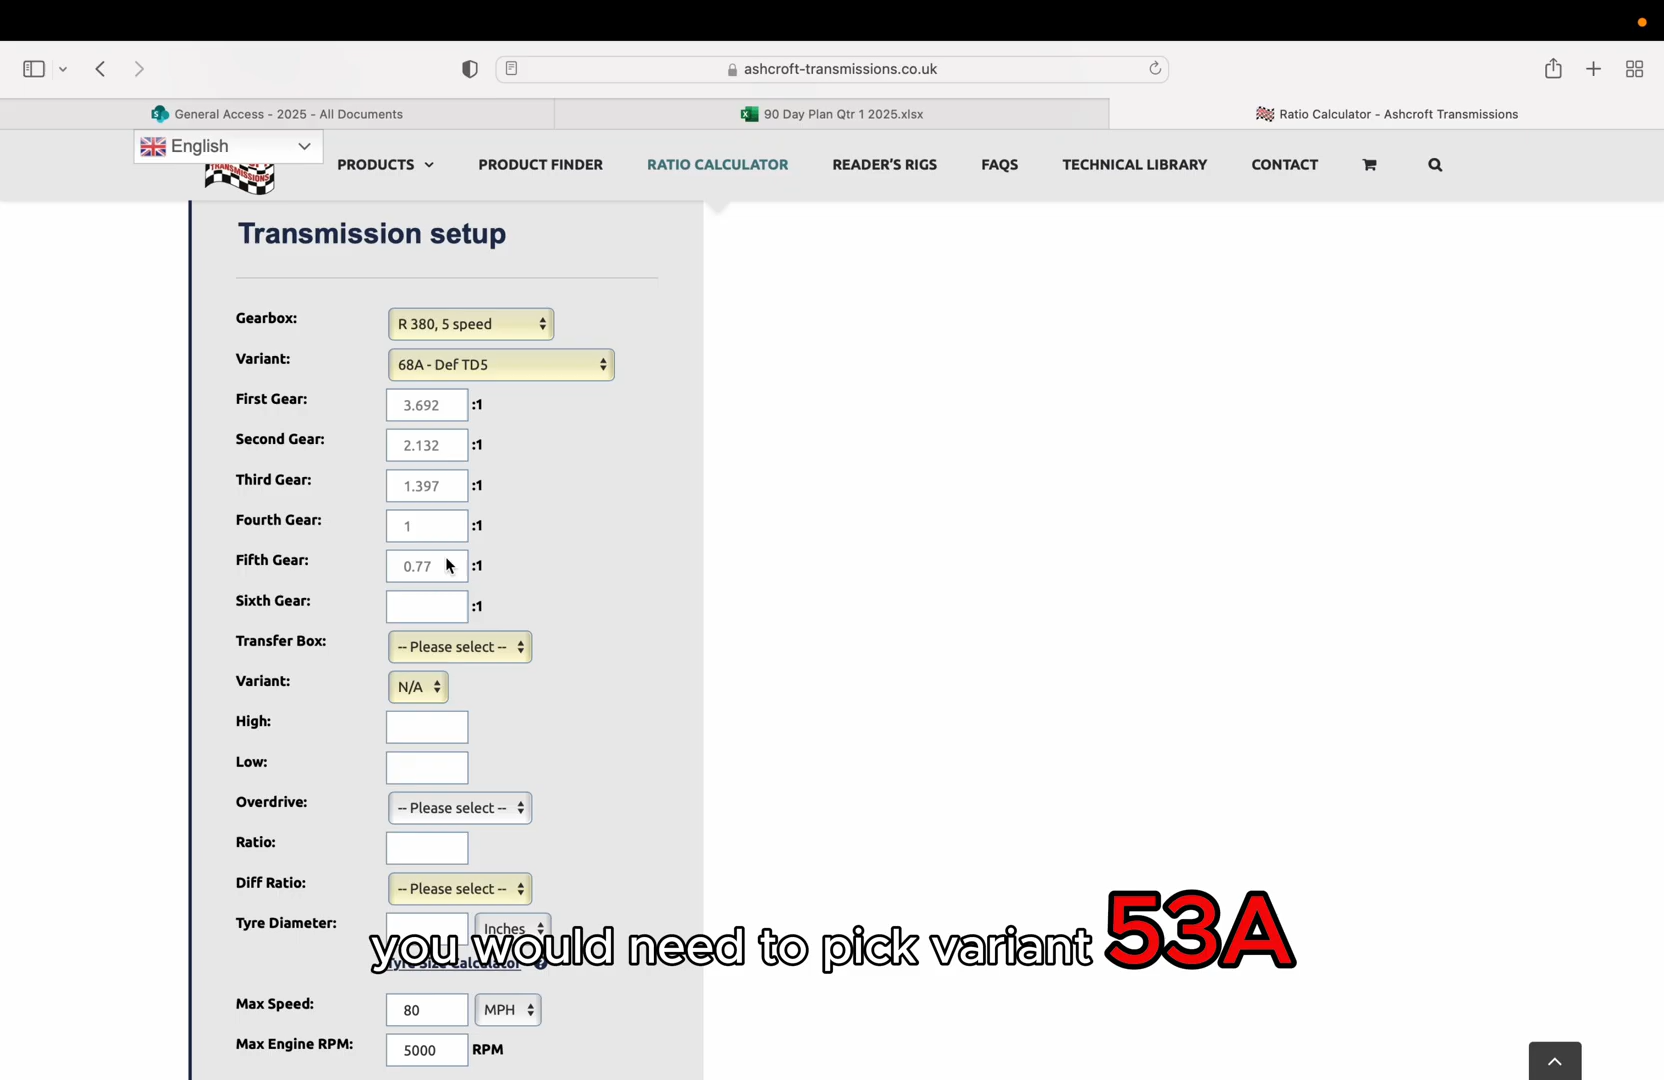 ashcroft-transmissions.co.uk
General Access - 2025 - All Documents
90 Day Plan Qtr 1 2025.xlsx
Ratio Calculator - Ashcroft Transmissions
English
TRANSMISSIONS
PRODUCTS
PRODUCT FINDER
RATIO CALCULATOR
READER'S RIGS
FAQS
TECHNICAL LIBRARY
CONTACT
Transmission setup
Gearbox: R 380, 5 speed
Variant: 68A - Def TD5
First Gear: 3.692 :1
Second Gear: 2.132 :1
Third Gear: 1.397 :1
Fourth Gear: 1 :1
Fifth Gear: 0.77 :1
Sixth Gear: :1
Transfer Box: -- Please select --
Variant: N/A
High:
Low:
Overdrive: -- Please select --
Ratio:
Diff Ratio: -- Please select --
Tyre Diameter: Inches
you would need to pick variant 53A
Tyre Size Calculator
Max Speed: 80 MPH
Max Engine RPM: 5000 RPM